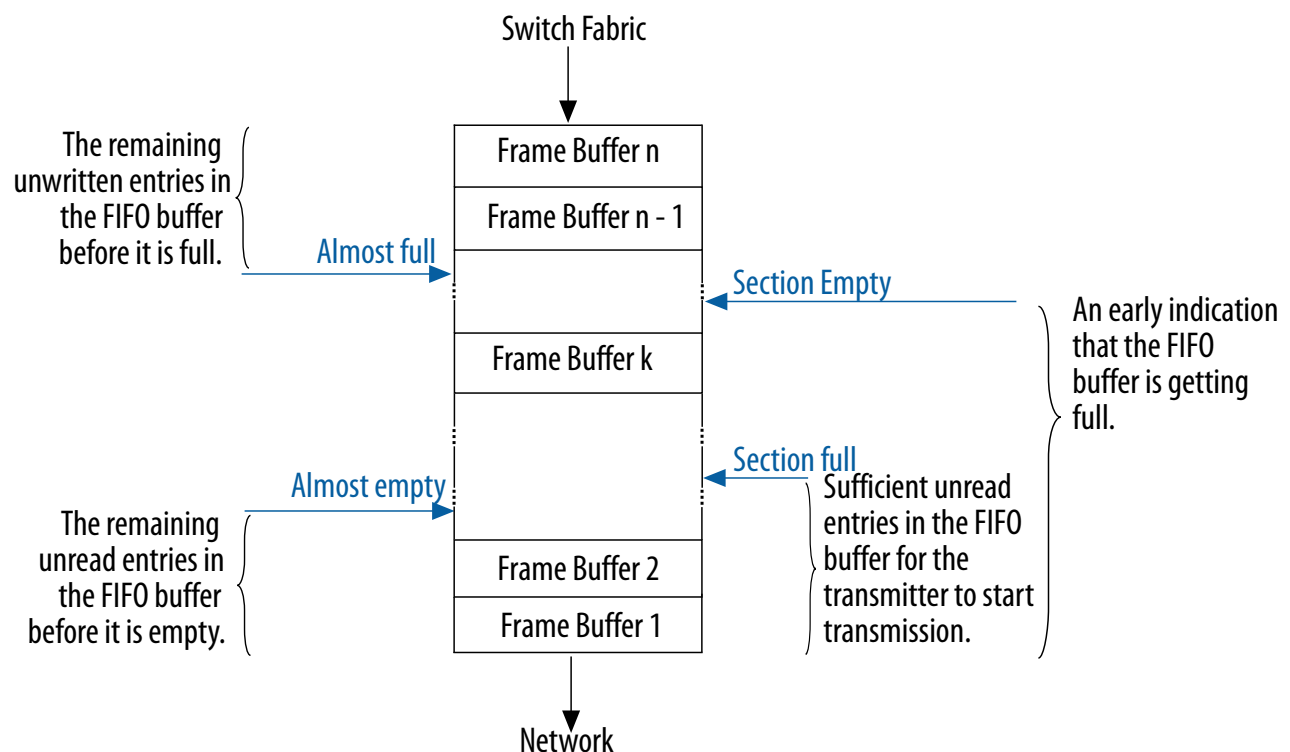 Switch Fabric
The remaining
unwritten entries in
the FIFO buffer
before it is full.
Frame Buffer n
Frame Buffer n - 1
Almost full
Section Empty
An early indication
that the FIFO
buffer is getting
full.
Frame Buffer k
Section full
Almost empty
Sufficient unread
entries in the FIFO
buffer for the
transmitter to start
transmission.
The remaining
unread entries in
the FIFO buffer
before it is empty.
Frame Buffer 2
Frame Buffer 1
Network